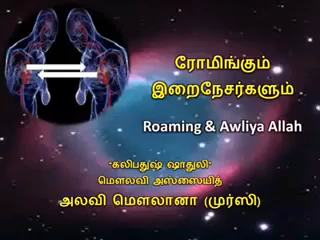 ரோமிங்கும்
இறைநேசர்களும்
Roaming & Awliya Allah
"கலிபதுஷ் ஷாதுலி"
மௌலவி அஸ்ஸையித்
அலவி மௌலானா (முர்ஸி)